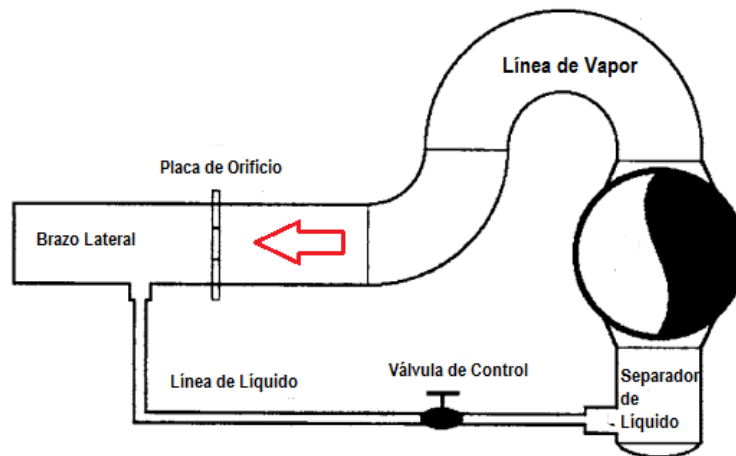 Línea de Vapor
Placa de Orificio
Brazo Lateral
Línea de Líquido
Válvula de Control
Separador
de
Líquido